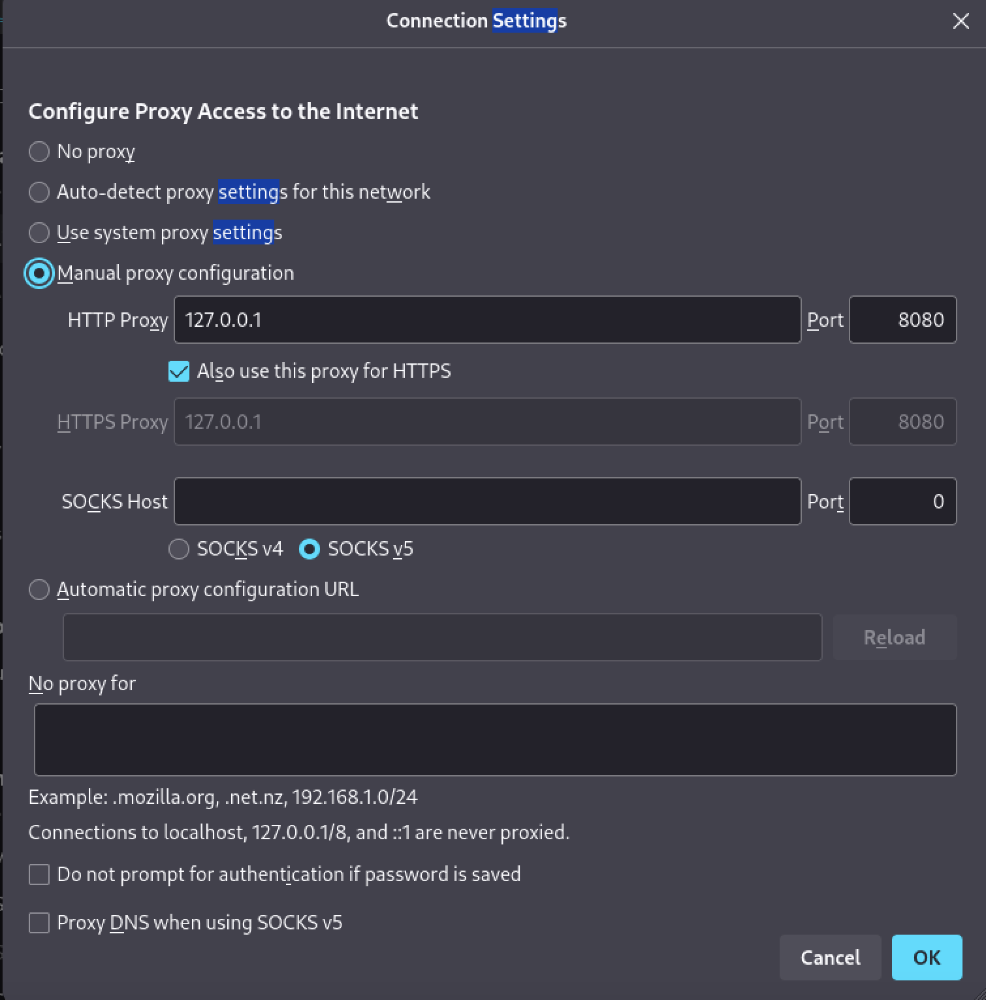 Connection Settings
Configure Proxy Access to the Internet
No proxy
Auto-detect proxy settings for this network
Use system proxy settings
Manual proxy configuration
HTTP Proxy 127.0.0.1 Port 8080
Also use this proxy for HTTPS
HTTPS Proxy 127.0.0.1 Port 8080
SOCKS Host Port 0
SOCKS v4 SOCKS v5
Automatic proxy configuration URL
Reload
No proxy for
Example: .mozilla.org, .net.nz, 192.168.1.0/24
Connections to localhost, 127.0.0.1/8, and ::1 are never proxied.
Do not prompt for authentication if password is saved
Proxy DNS when using SOCKS v5
Cancel OK